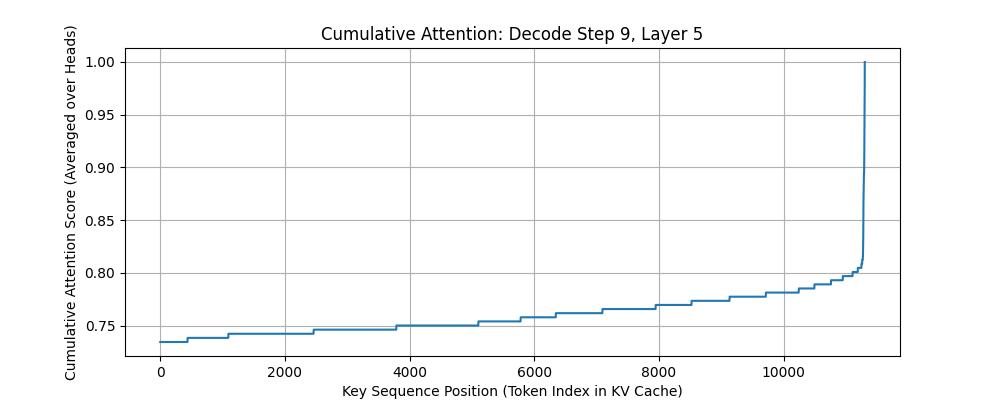 Cumulative Attention: Decode Step 9, Layer 5
Cumulative Attention Score (Averaged over Heads)
1.00
0.95
0.90
0.85
0.80
0.75
0 2000 4000 6000 8000 10000
Key Sequence Position (Token Index in KV Cache)